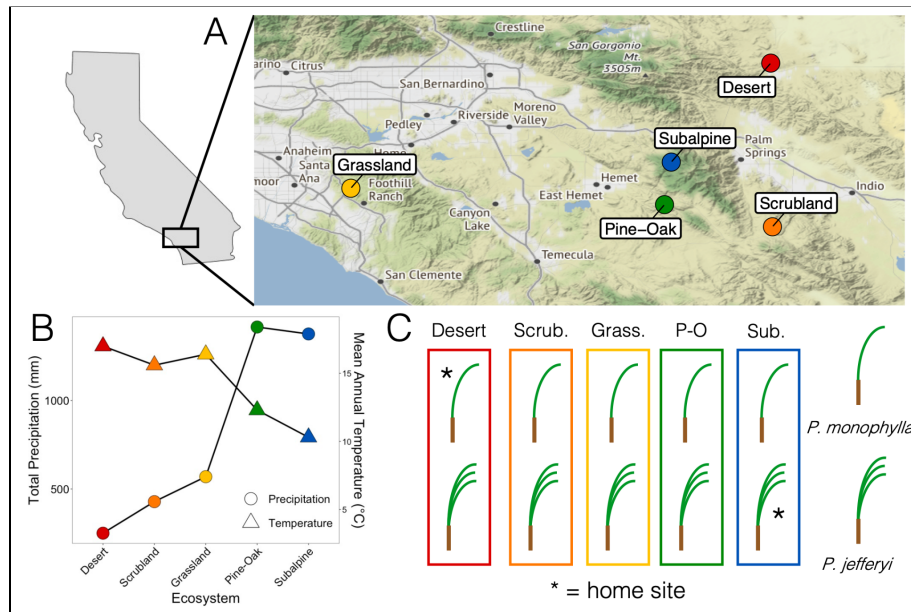 A
Crestline
San Gorgonio
Mt.
3505m
arino
Citrus
San Bernardino
Desert
Pedley
Riverside
Moreno
Valley
Subalpine
Palm
Springs
Anaheim
Home
Santa
Ana
moor
Grassland
Foothill
Ranch
Hemet
East Hemet
Indio
Scrubland
Canyon
Lake
Pine-Oak
Temecula
San Clemente
B
Total Precipitation (mm)
1000
500
Mean Annual Temperature (°C)
15
10
5
Precipitation
Temperature
Desert
Scrubland
Grassland
Pine-Oak
Subalpine
Ecosystem
C
Desert Scrub. Grass. P-O Sub.
*
P. monophylla
*
P. jefferyi
* = home site